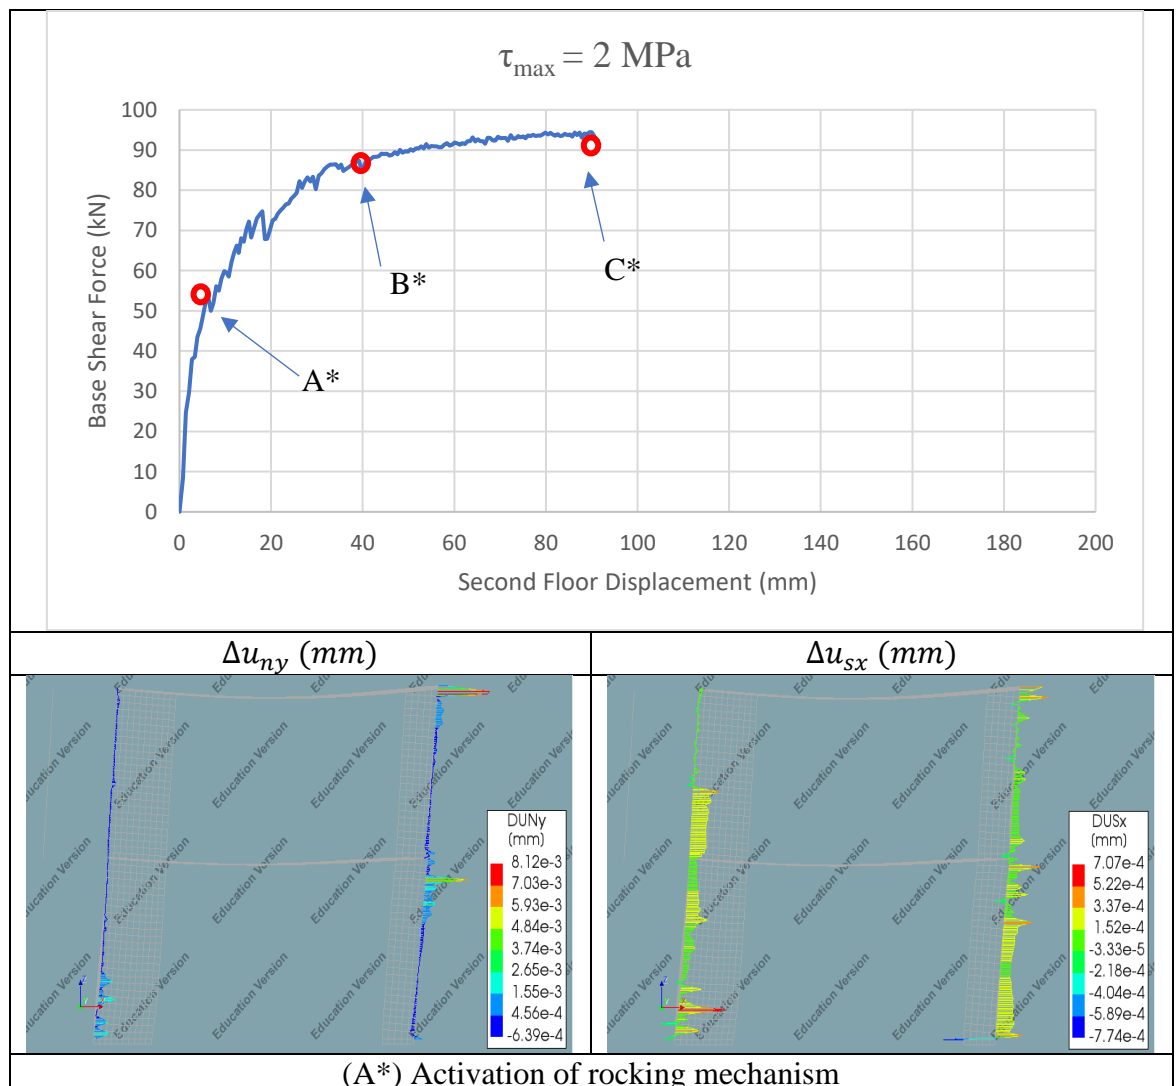 τmax = 2 MPa
Base Shear Force (kN)
100
90
80
70
60
50
40
30
20
10
0
A*
B*
C*
0 20 40 60 80 100 120 140 160 180 200
Second Floor Displacement (mm)
Δu_ny (mm)
Δu_sx (mm)
Education Version
DUNy
(mm)
8.12e-3
7.03e-3
5.93e-3
4.84e-3
3.74e-3
2.65e-3
1.55e-3
4.56e-4
-6.39e-4
Education Version
DUSx
(mm)
7.07e-4
5.22e-4
3.37e-4
1.52e-4
-3.33e-5
-2.18e-4
-4.04e-4
-5.89e-4
-7.74e-4
(A*) Activation of rocking mechanism